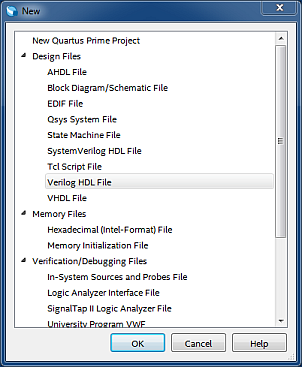 New
New Quartus Prime Project
Design Files
AHDL File
Block Diagram/Schematic File
EDIF File
Qsys System File
State Machine File
SystemVerilog HDL File
Tcl Script File
Verilog HDL File
VHDL File
Memory Files
Hexadecimal (Intel-Format) File
Memory Initialization File
Verification/Debugging Files
In-System Sources and Probes File
Logic Analyzer Interface File
SignalTap II Logic Analyzer File
University Program VWF
OK Cancel Help